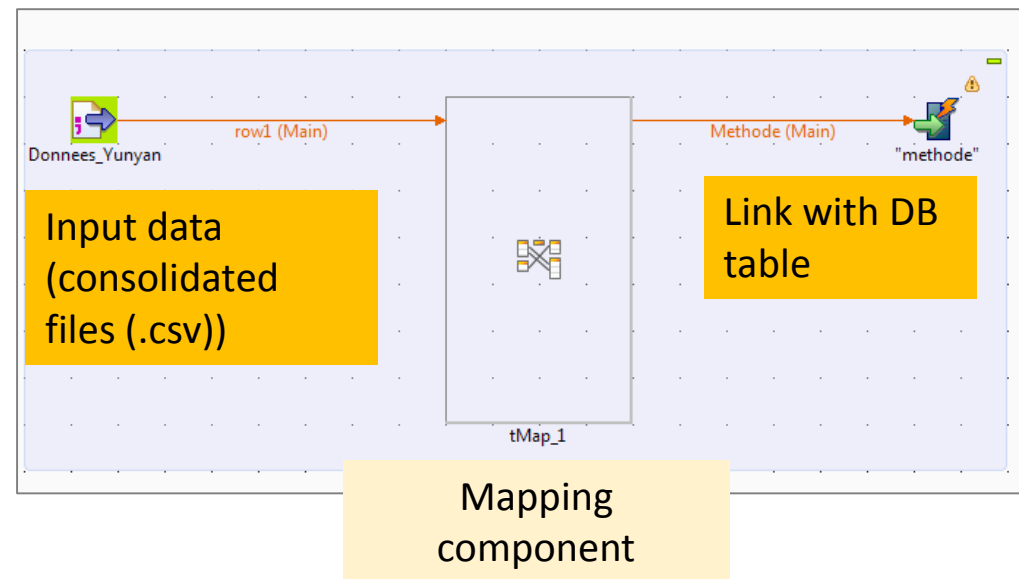 row1 (Main)
Methode (Main)
Donnees_Yunyan
"methode"
Input data
(consolidated
files (.csv))
Link with DB
table
tMap_1
Mapping
component